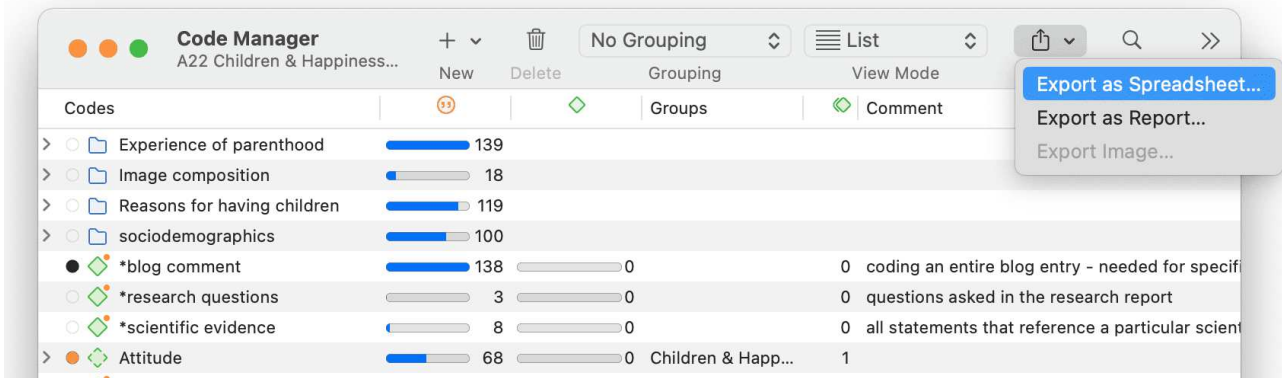 Code Manager
A22 Children & Happiness...
New
Delete
No Grouping
Grouping
List
View Mode
Export as Spreadsheet...
Export as Report...
Export Image...
Codes Groups Comment
Experience of parenthood 139
Image composition 18
Reasons for having children 119
sociodemographics 100
*blog comment 138 0 0 coding an entire blog entry - needed for specifi
*research questions 3 0 0 questions asked in the research report
*scientific evidence 8 0 0 all statements that reference a particular scient
Attitude 68 0 Children & Happ... 1